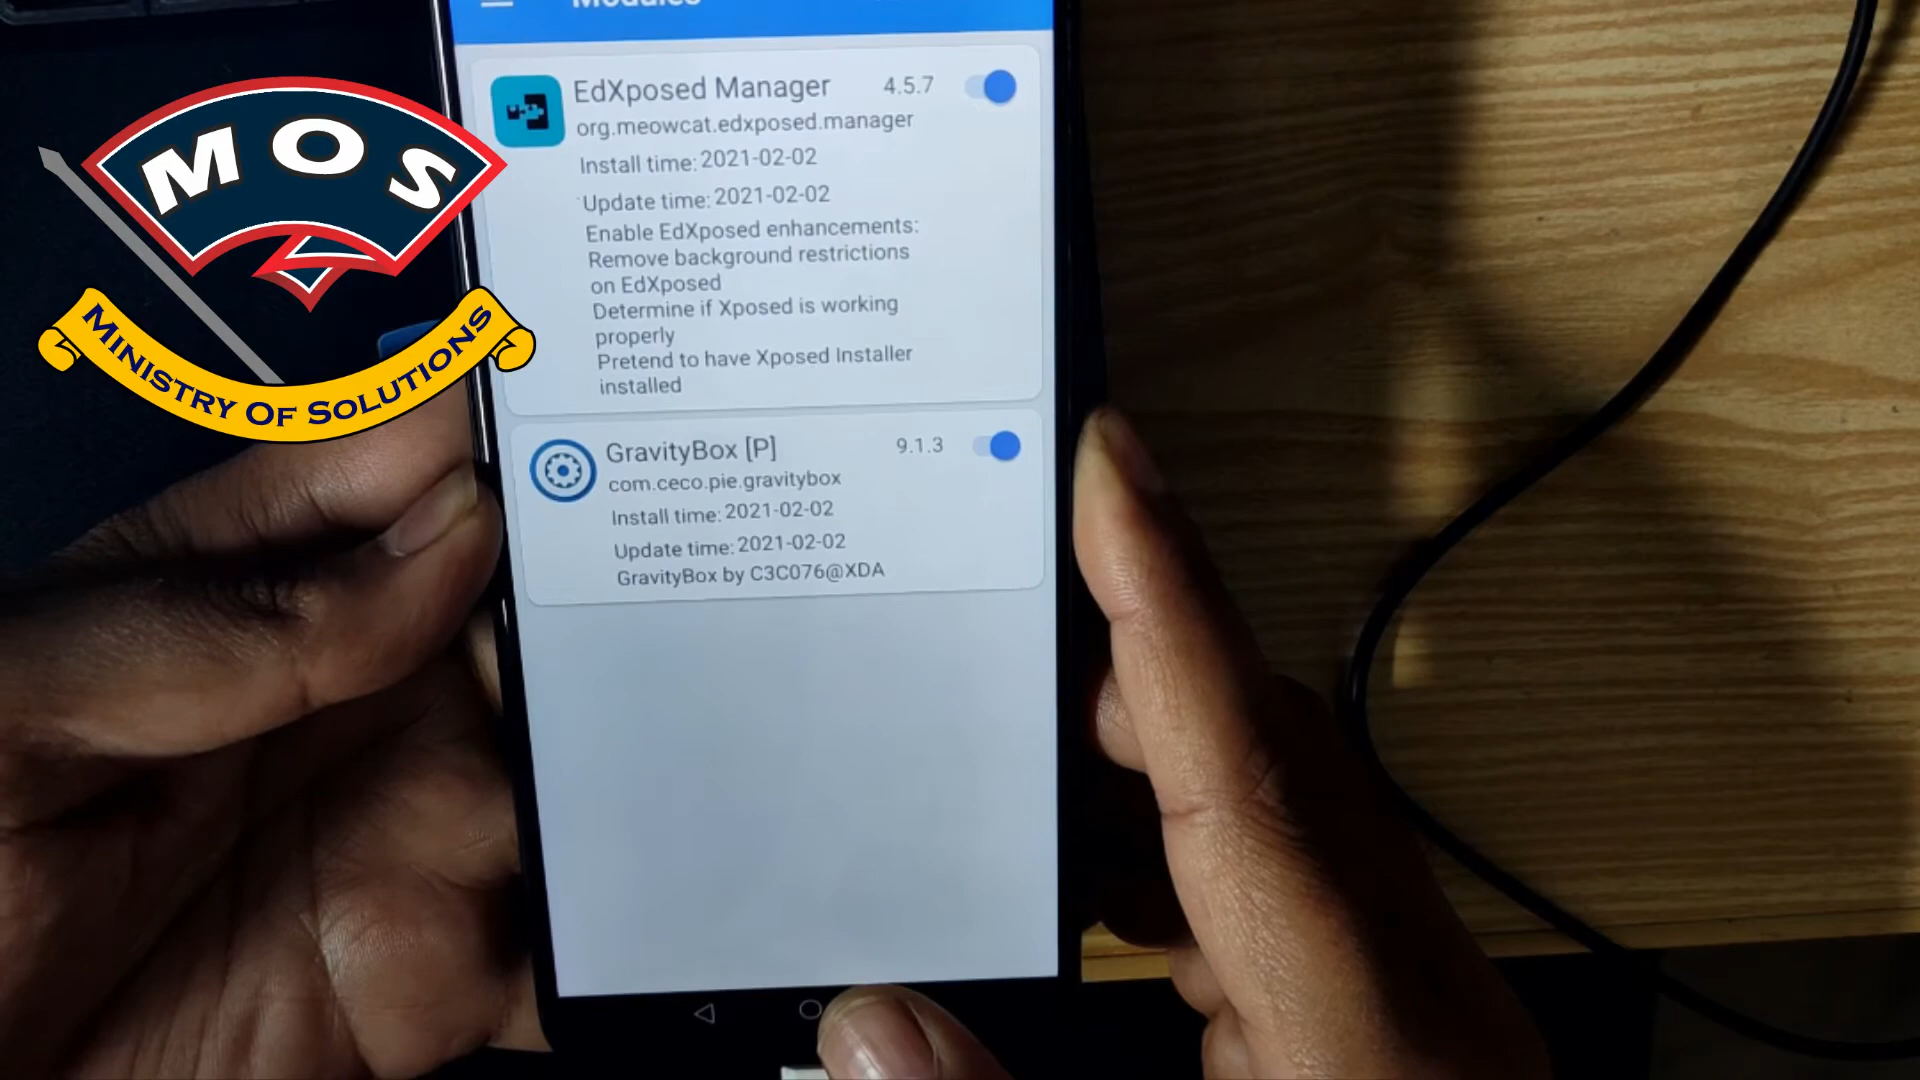 Modules
EdXposed Manager 4.5.7
org.meowcat.edxposed.manager
Install time: 2021-02-02
Update time: 2021-02-02
Enable EdXposed enhancements:
Remove background restrictions
on EdXposed
Determine if Xposed is working
properly
Pretend to have Xposed Installer
installed
GravityBox [P] 9.1.3
com.ceco.pie.gravitybox
Install time: 2021-02-02
Update time: 2021-02-02
GravityBox by C3C076@XDA
MOS
MINISTRY OF SOLUTIONS